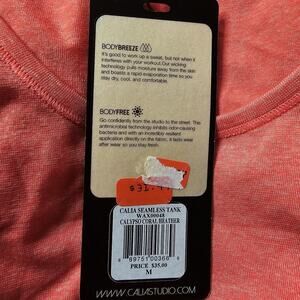 BODYBREEZE
It's good to work up a sweat, but not when it
interferes with your workout. Our wicking
technology pulls moisture away from the skin
and boasts a rapid evaporation time so you
stay dry, cool, and comfortable.
BODYFREE
Go confidently from the studio to the street. This
antimicrobial technology inhibits odor-causing
bacteria and with an incredibly resilient
application directly on the fabric, it lasts wear
after wear so you stay fresh.
CALIA SEAMLESS TANK
WAX00048
CALYPSO CORAL HEATHER
89751 00366
PRICE $35.00
M
WWW.CALIASTUDIO.COM